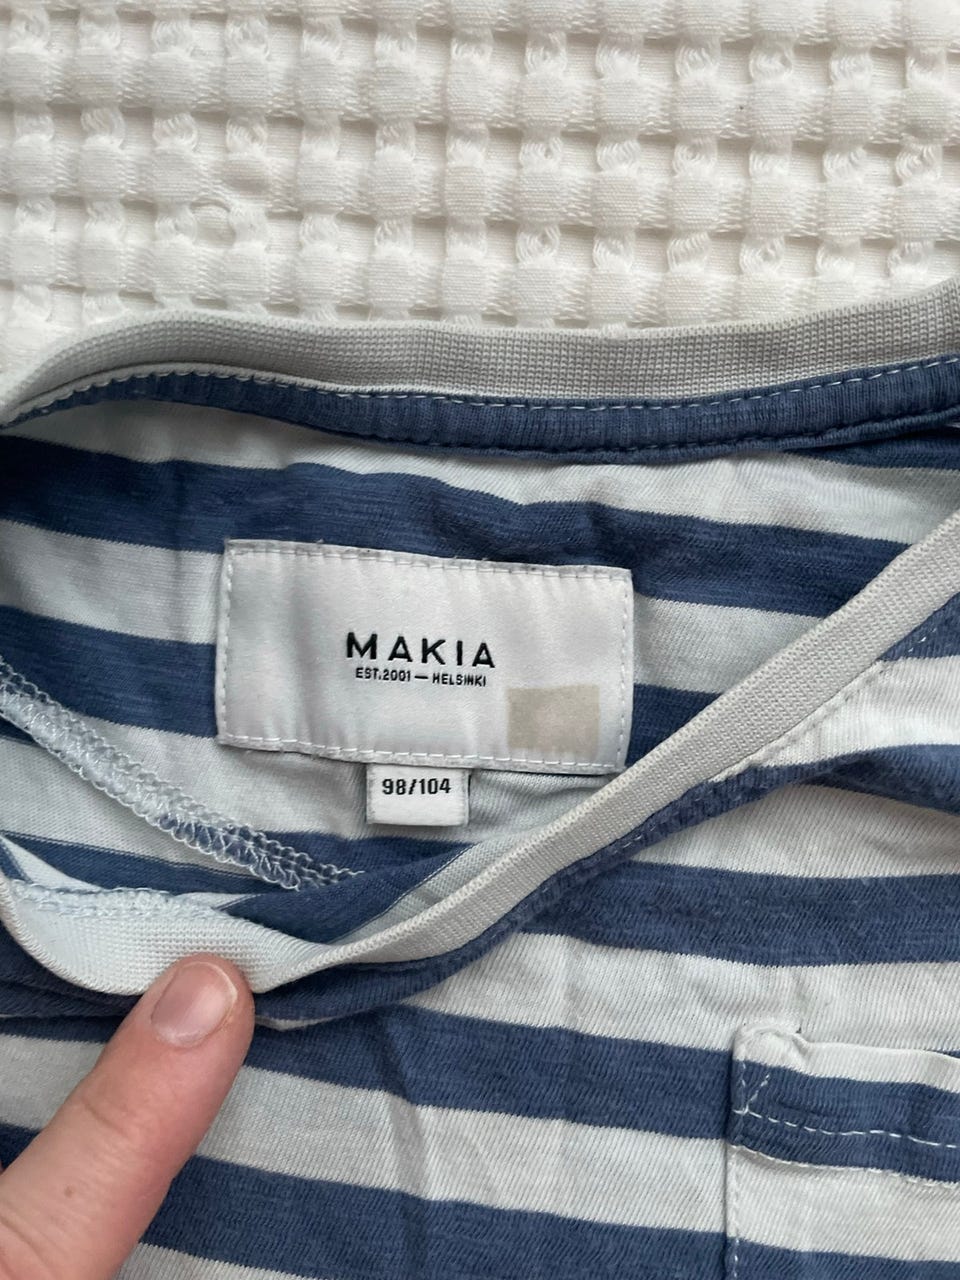 MAKIA
EST.2001 — HELSINKI
98/104